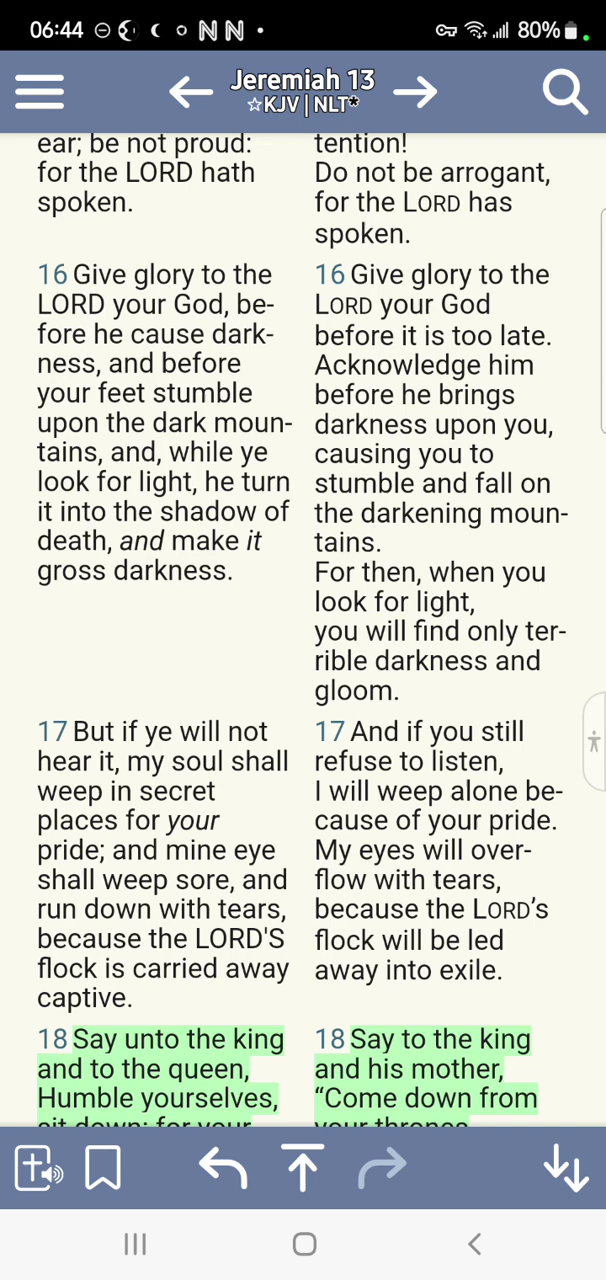 06:44
80%
Jeremiah 13
☆KJV | NLT*
ear; be not proud:
for the LORD hath
spoken.
16 Give glory to the
LORD your God, be-
fore he cause dark-
ness, and before
your feet stumble
upon the dark moun-
tains, and, while ye
look for light, he turn
it into the shadow of
death, and make it
gross darkness.
17 But if ye will not
hear it, my soul shall
weep in secret
places for your
pride; and mine eye
shall weep sore, and
run down with tears,
because the LORD'S
flock is carried away
captive.
18 Say unto the king
and to the queen,
Humble yourselves,
sit down: for your
tention!
Do not be arrogant,
for the LORD has
spoken.
16 Give glory to the
LORD your God
before it is too late.
Acknowledge him
before he brings
darkness upon you,
causing you to
stumble and fall on
the darkening moun-
tains.
For then, when you
look for light,
you will find only ter-
rible darkness and
gloom.
17 And if you still
refuse to listen,
I will weep alone be-
cause of your pride.
My eyes will over-
flow with tears,
because the LORD’s
flock will be led
away into exile.
18 Say to the king
and his mother,
“Come down from
your thrones